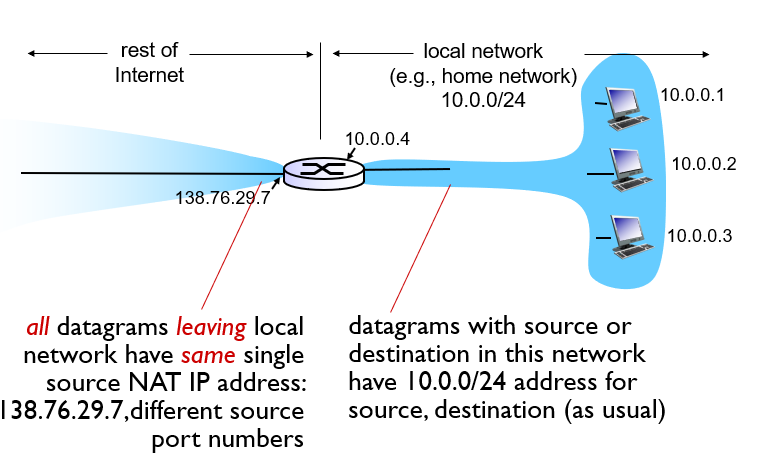 rest of
Internet
local network
(e.g., home network)
10.0.0/24
10.0.0.1
10.0.0.4
10.0.0.2
138.76.29.7
10.0.0.3
all datagrams leaving local
network have same single
source NAT IP address:
138.76.29.7,different source
port numbers
datagrams with source or
destination in this network
have 10.0.0/24 address for
source, destination (as usual)